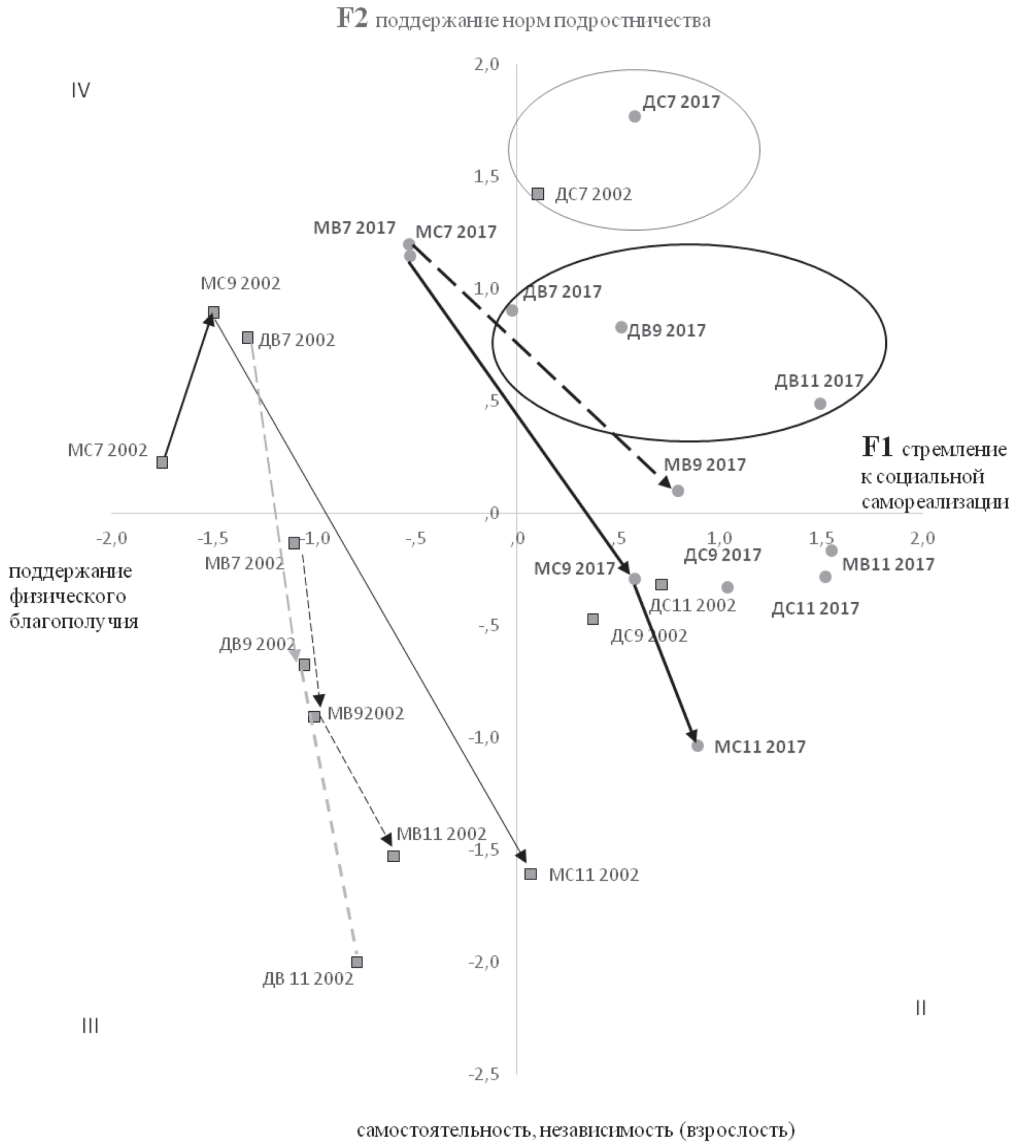 F2 поддержание норм подростничества
2,0
IV
ДС7 2017
1,5
ДС7 2002
МВ7 2017
МС7 2017
МС9 2002
1,0
ДВ7 2017
ДВ7 2002
ДВ9 2017
ДВ11 2017
,5
МС7 2002
МВ9 2017
F1 стремление
к социальной
самореализации
,0
-2,0
-1,5
-1,0
-,5
,0
,5
1,0
1,5
2,0
МВ7 2002
ДС9 2017
МВ11 2017
МС9 2017
поддержание
физического
благополучия
ДС11 2002
ДС11 2017
-,5
ДС9 2002
ДВ9 2002
МВ92002
-1,0
МС11 2017
МВ11 2002
-1,5
МС11 2002
-2,0
ДВ 11 2002
II
III
-2,5
самостоятельность, независимость (взрослость)